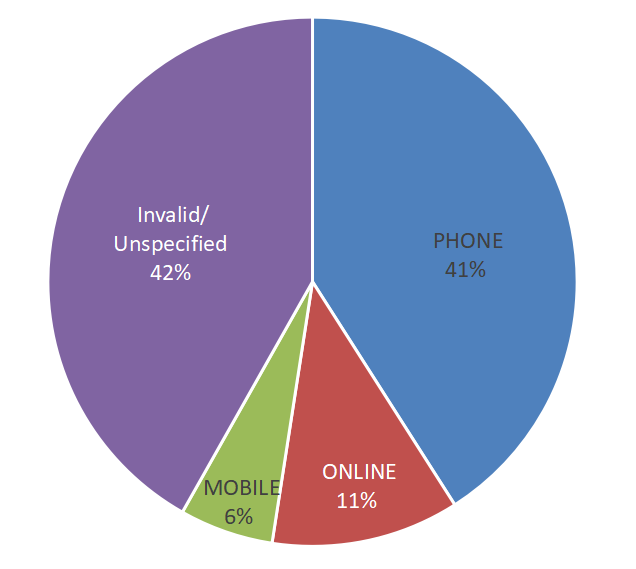 Invalid/
Unspecified
42%
PHONE
41%
ONLINE
11%
MOBILE
6%